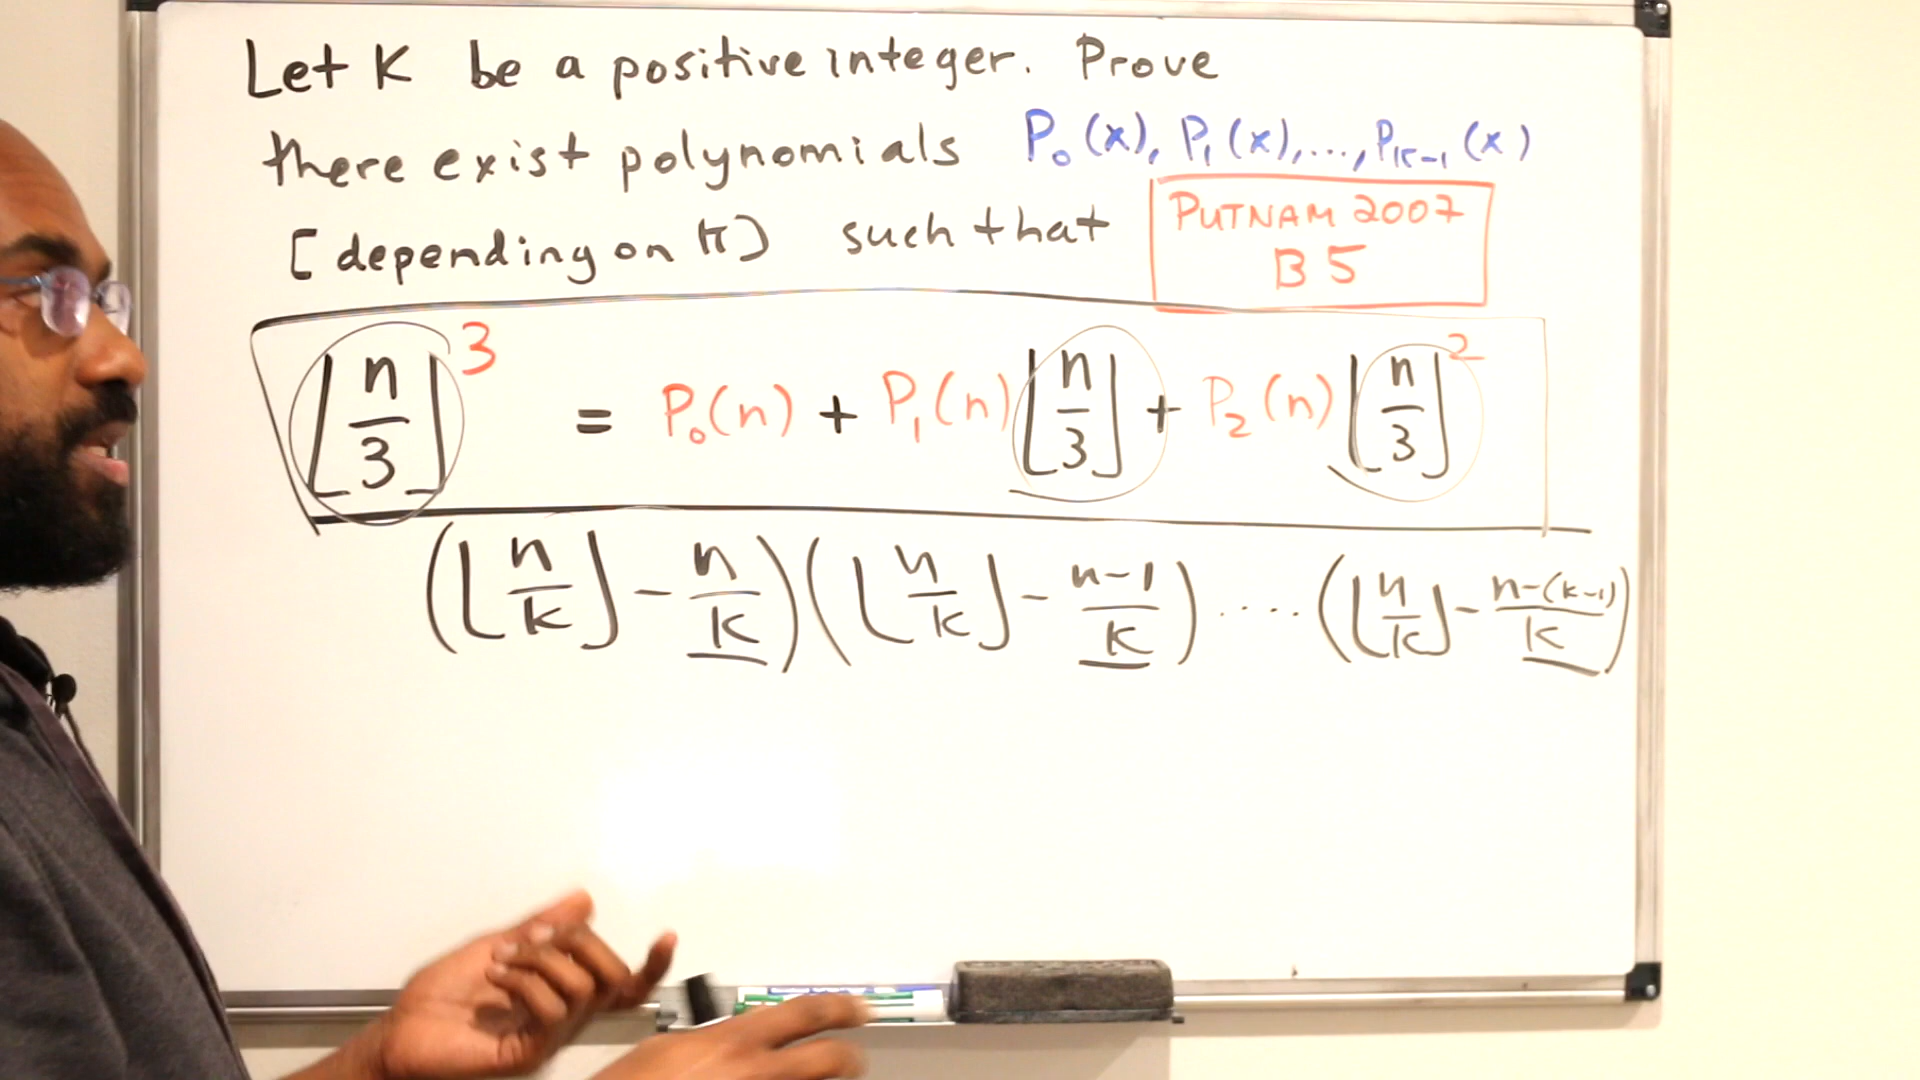 Let K be a positive integer. Prove
there exist polynomials P₀(x), P₁(x),..., Pₖ₋₁(x)
[depending on K] such that
PUTNAM 2007
B5
⌊n/3⌋³ = P₀(n) + P₁(n)⌊n/3⌋ + P₂(n)⌊n/3⌋²
(⌊n/k⌋ - n/k)(⌊n/k⌋ - n-1/k) .... (⌊n/k⌋ - n-(k-1)/k)